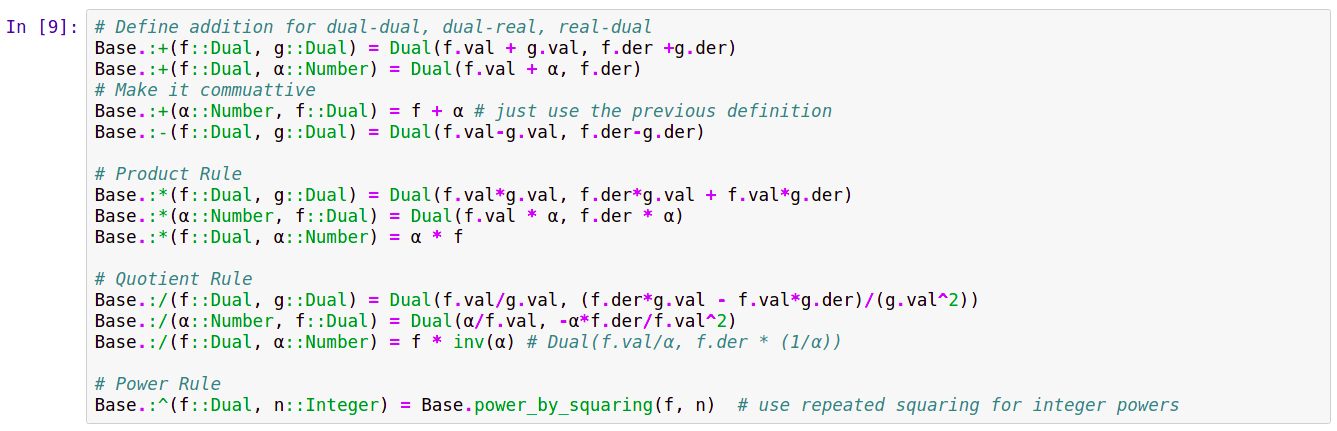 In [9]: # Define addition for dual-dual, dual-real, real-dual
Base.:+(f::Dual, g::Dual) = Dual(f.val + g.val, f.der +g.der)
Base.:+(f::Dual, α::Number) = Dual(f.val + α, f.der)
# Make it commuattive
Base.:+(α::Number, f::Dual) = f + α # just use the previous definition
Base.:-(f::Dual, g::Dual) = Dual(f.val-g.val, f.der-g.der)

# Product Rule
Base.:*(f::Dual, g::Dual) = Dual(f.val*g.val, f.der*g.val + f.val*g.der)
Base.:*(α::Number, f::Dual) = Dual(f.val * α, f.der * α)
Base.:*(f::Dual, α::Number) = α * f

# Quotient Rule
Base.:/(f::Dual, g::Dual) = Dual(f.val/g.val, (f.der*g.val - f.val*g.der)/(g.val^2))
Base.:/(α::Number, f::Dual) = Dual(α/f.val, -α*f.der/f.val^2)
Base.:/(f::Dual, α::Number) = f * inv(α) # Dual(f.val/α, f.der * (1/α))

# Power Rule
Base.:^(f::Dual, n::Integer) = Base.power_by_squaring(f, n)  # use repeated squaring for integer powers